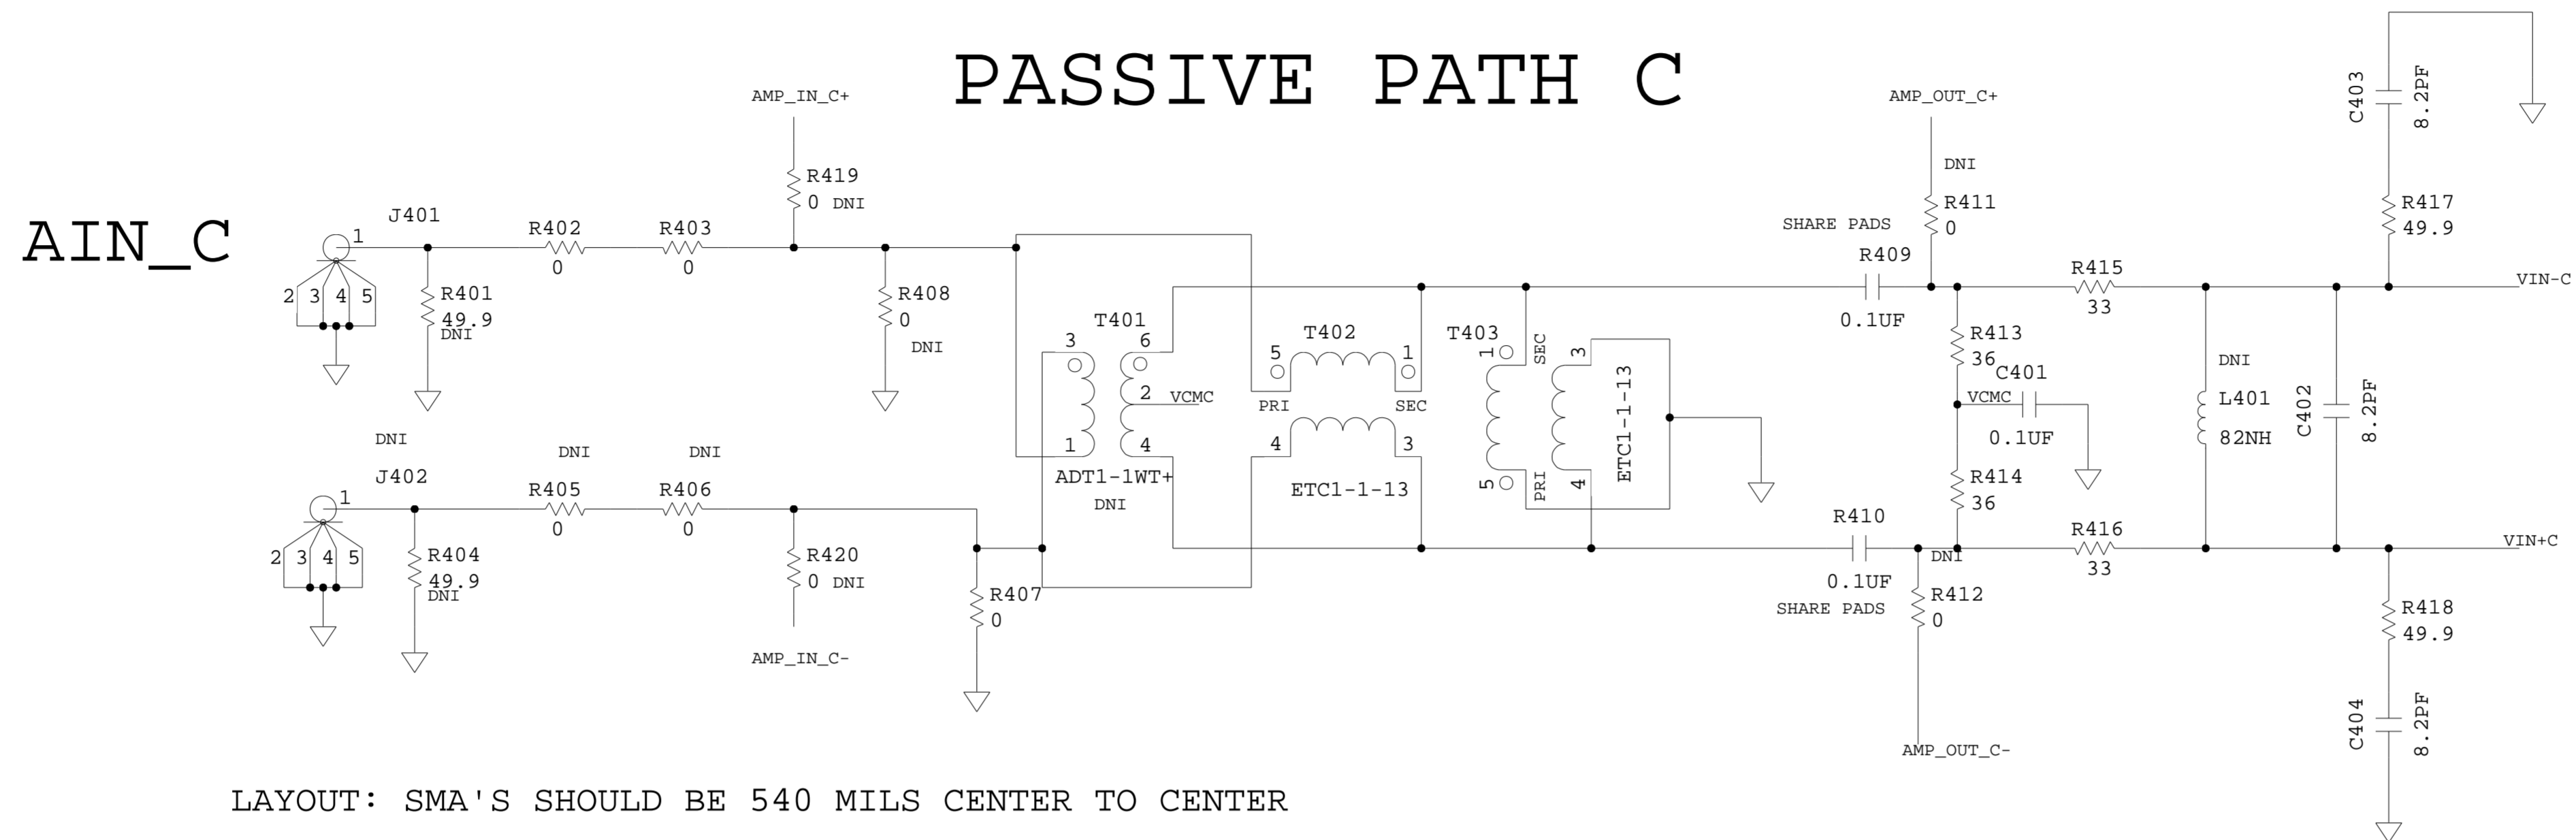 PASSIVE PATH C
AIN_C
J401
1
2 3 4 5
R401
49.9
DNI
R402
0
R403
0
AMP_IN_C+
R419
0 DNI
R408
0
DNI
DNI
J402
1
2 3 4 5
R404
49.9
DNI
DNI
R405
0
DNI
R406
0
R420
0 DNI
AMP_IN_C-
R407
0
T401
3 6
2 VCMC
1 4
ADT1-1WT+
DNI
T402
5 1
PRI SEC
4 3
ETC1-1-13
T403
1 SEC 3
5 PRI 4
ETC1-1-13
SHARE PADS
R409
0.1UF
AMP_OUT_C+
DNI
R411
0
R413
36
C401
VCMC
0.1UF
R414
36
R410
0.1UF
SHARE PADS
DNI
R412
0
AMP_OUT_C-
R415
33
R416
33
DNI
L401
82NH
C402
8.2PF
C403
8.2PF
R417
49.9
VIN-C
VIN+C
R418
49.9
C404
8.2PF
LAYOUT: SMA'S SHOULD BE 540 MILS CENTER TO CENTER